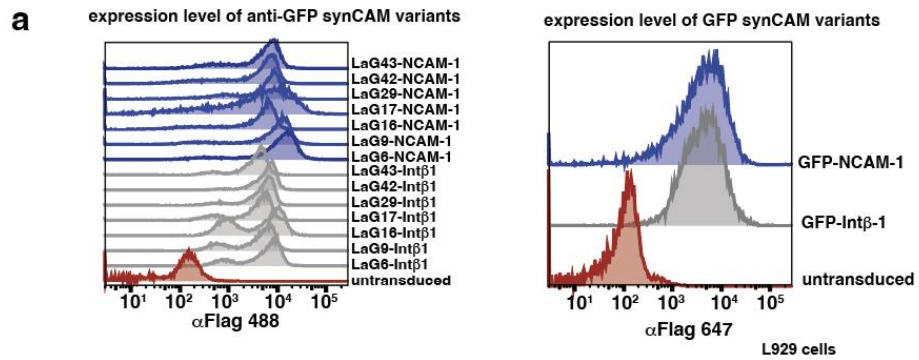 a
expression level of anti-GFP synCAM variants
LaG43-NCAM-1
LaG42-NCAM-1
LaG29-NCAM-1
LaG17-NCAM-1
LaG16-NCAM-1
LaG9-NCAM-1
LaG6-NCAM-1
LaG43-Intβ1
LaG42-Intβ1
LaG29-Intβ1
LaG17-Intβ1
LaG16-Intβ1
LaG9-Intβ1
LaG6-Intβ1
untransduced
10¹ 10² 10³ 10⁴ 10⁵
αFlag 488
expression level of GFP synCAM variants
GFP-NCAM-1
GFP-Intβ-1
untransduced
10¹ 10² 10³ 10⁴ 10⁵
αFlag 647
L929 cells